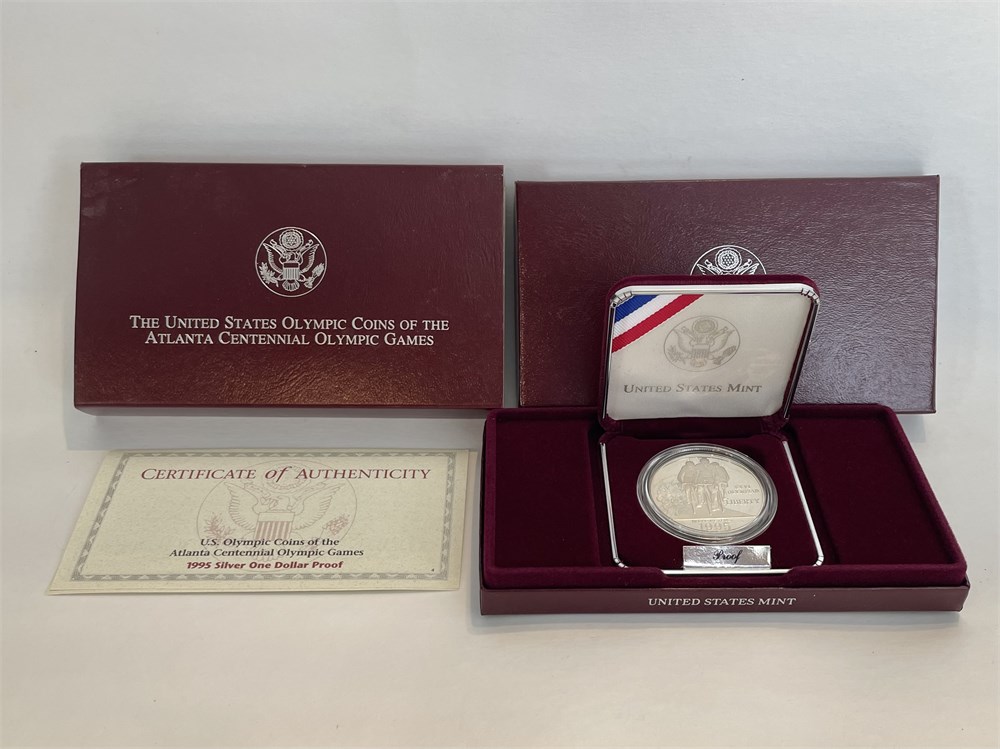 THE UNITED STATES OLYMPIC COINS OF THE
ATLANTA CENTENNIAL OLYMPIC GAMES
CERTIFICATE of AUTHENTICITY
U.S. Olympic Coins of the
Atlanta Centennial Olympic Games
1995 Silver One Dollar Proof
UNITED STATES MINT
LIBERTY
1995
Proof
UNITED STATES MINT